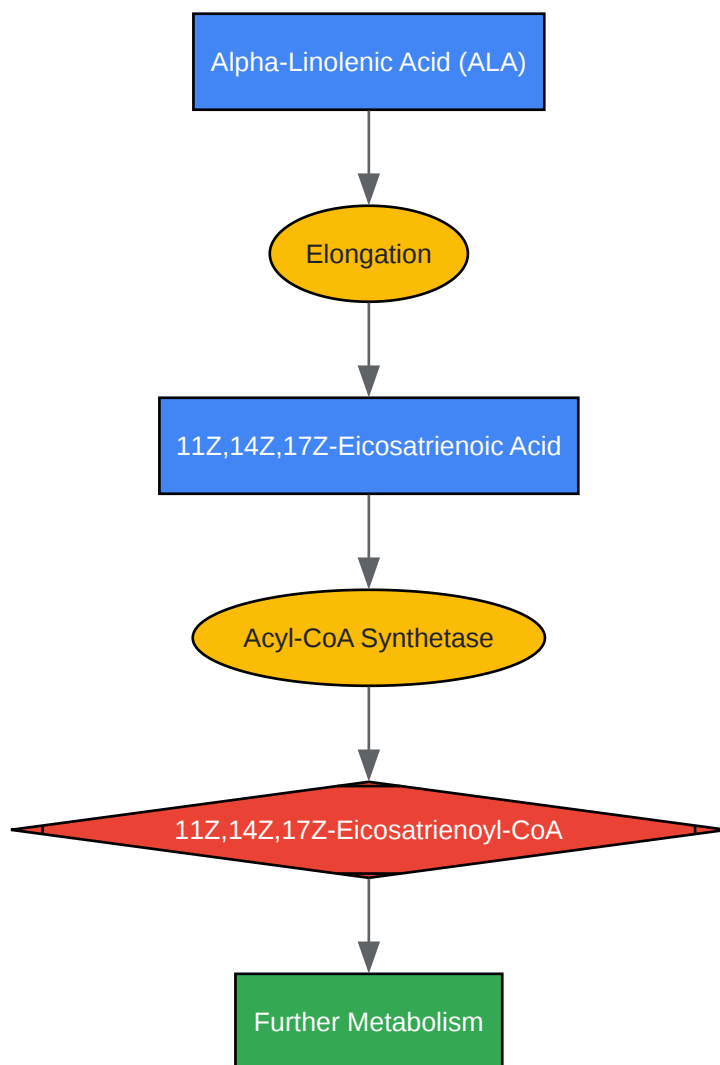 Alpha-Linolenic Acid (ALA)
Elongation
11Z,14Z,17Z-Eicosatrienoic Acid
Acyl-CoA Synthetase
11Z,14Z,17Z-Eicosatrienoyl-CoA
Further Metabolism